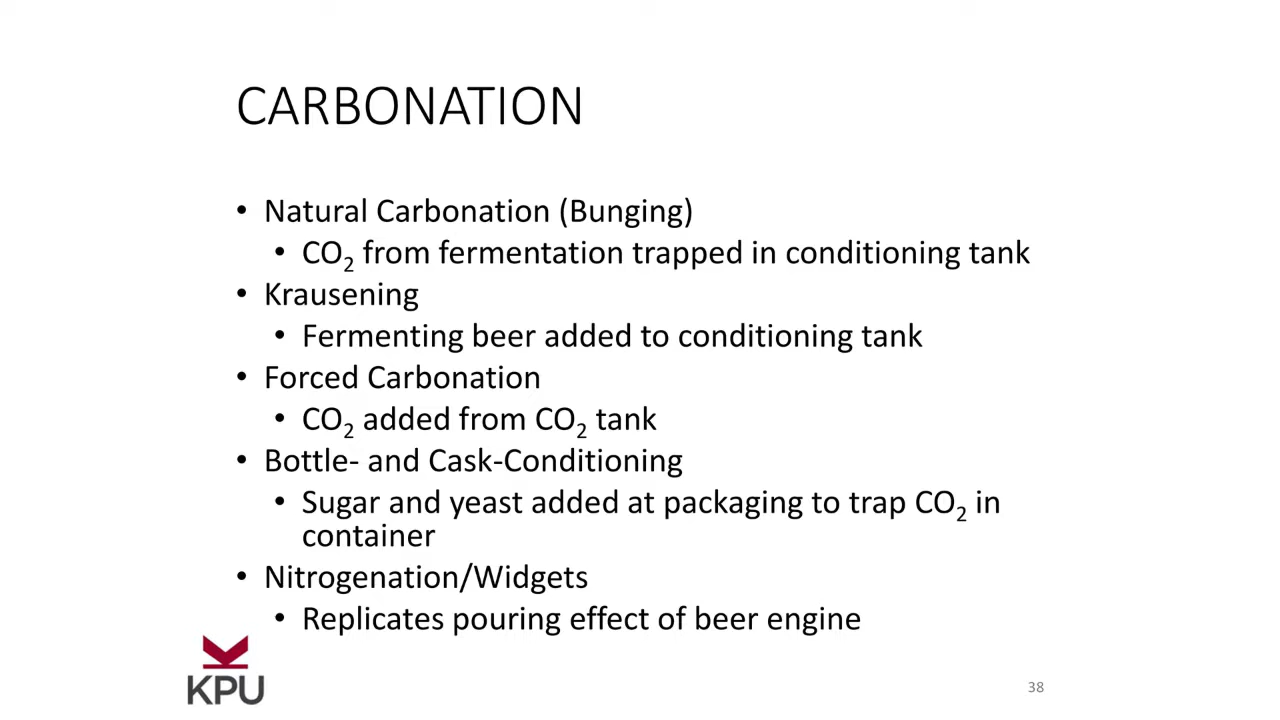 CARBONATION
• Natural Carbonation (Bunging)
• CO₂ from fermentation trapped in conditioning tank
• Krausening
• Fermenting beer added to conditioning tank
• Forced Carbonation
• CO₂ added from CO₂ tank
• Bottle- and Cask-Conditioning
• Sugar and yeast added at packaging to trap CO₂ in
container
• Nitrogenation/Widgets
• Replicates pouring effect of beer engine
KPU
38